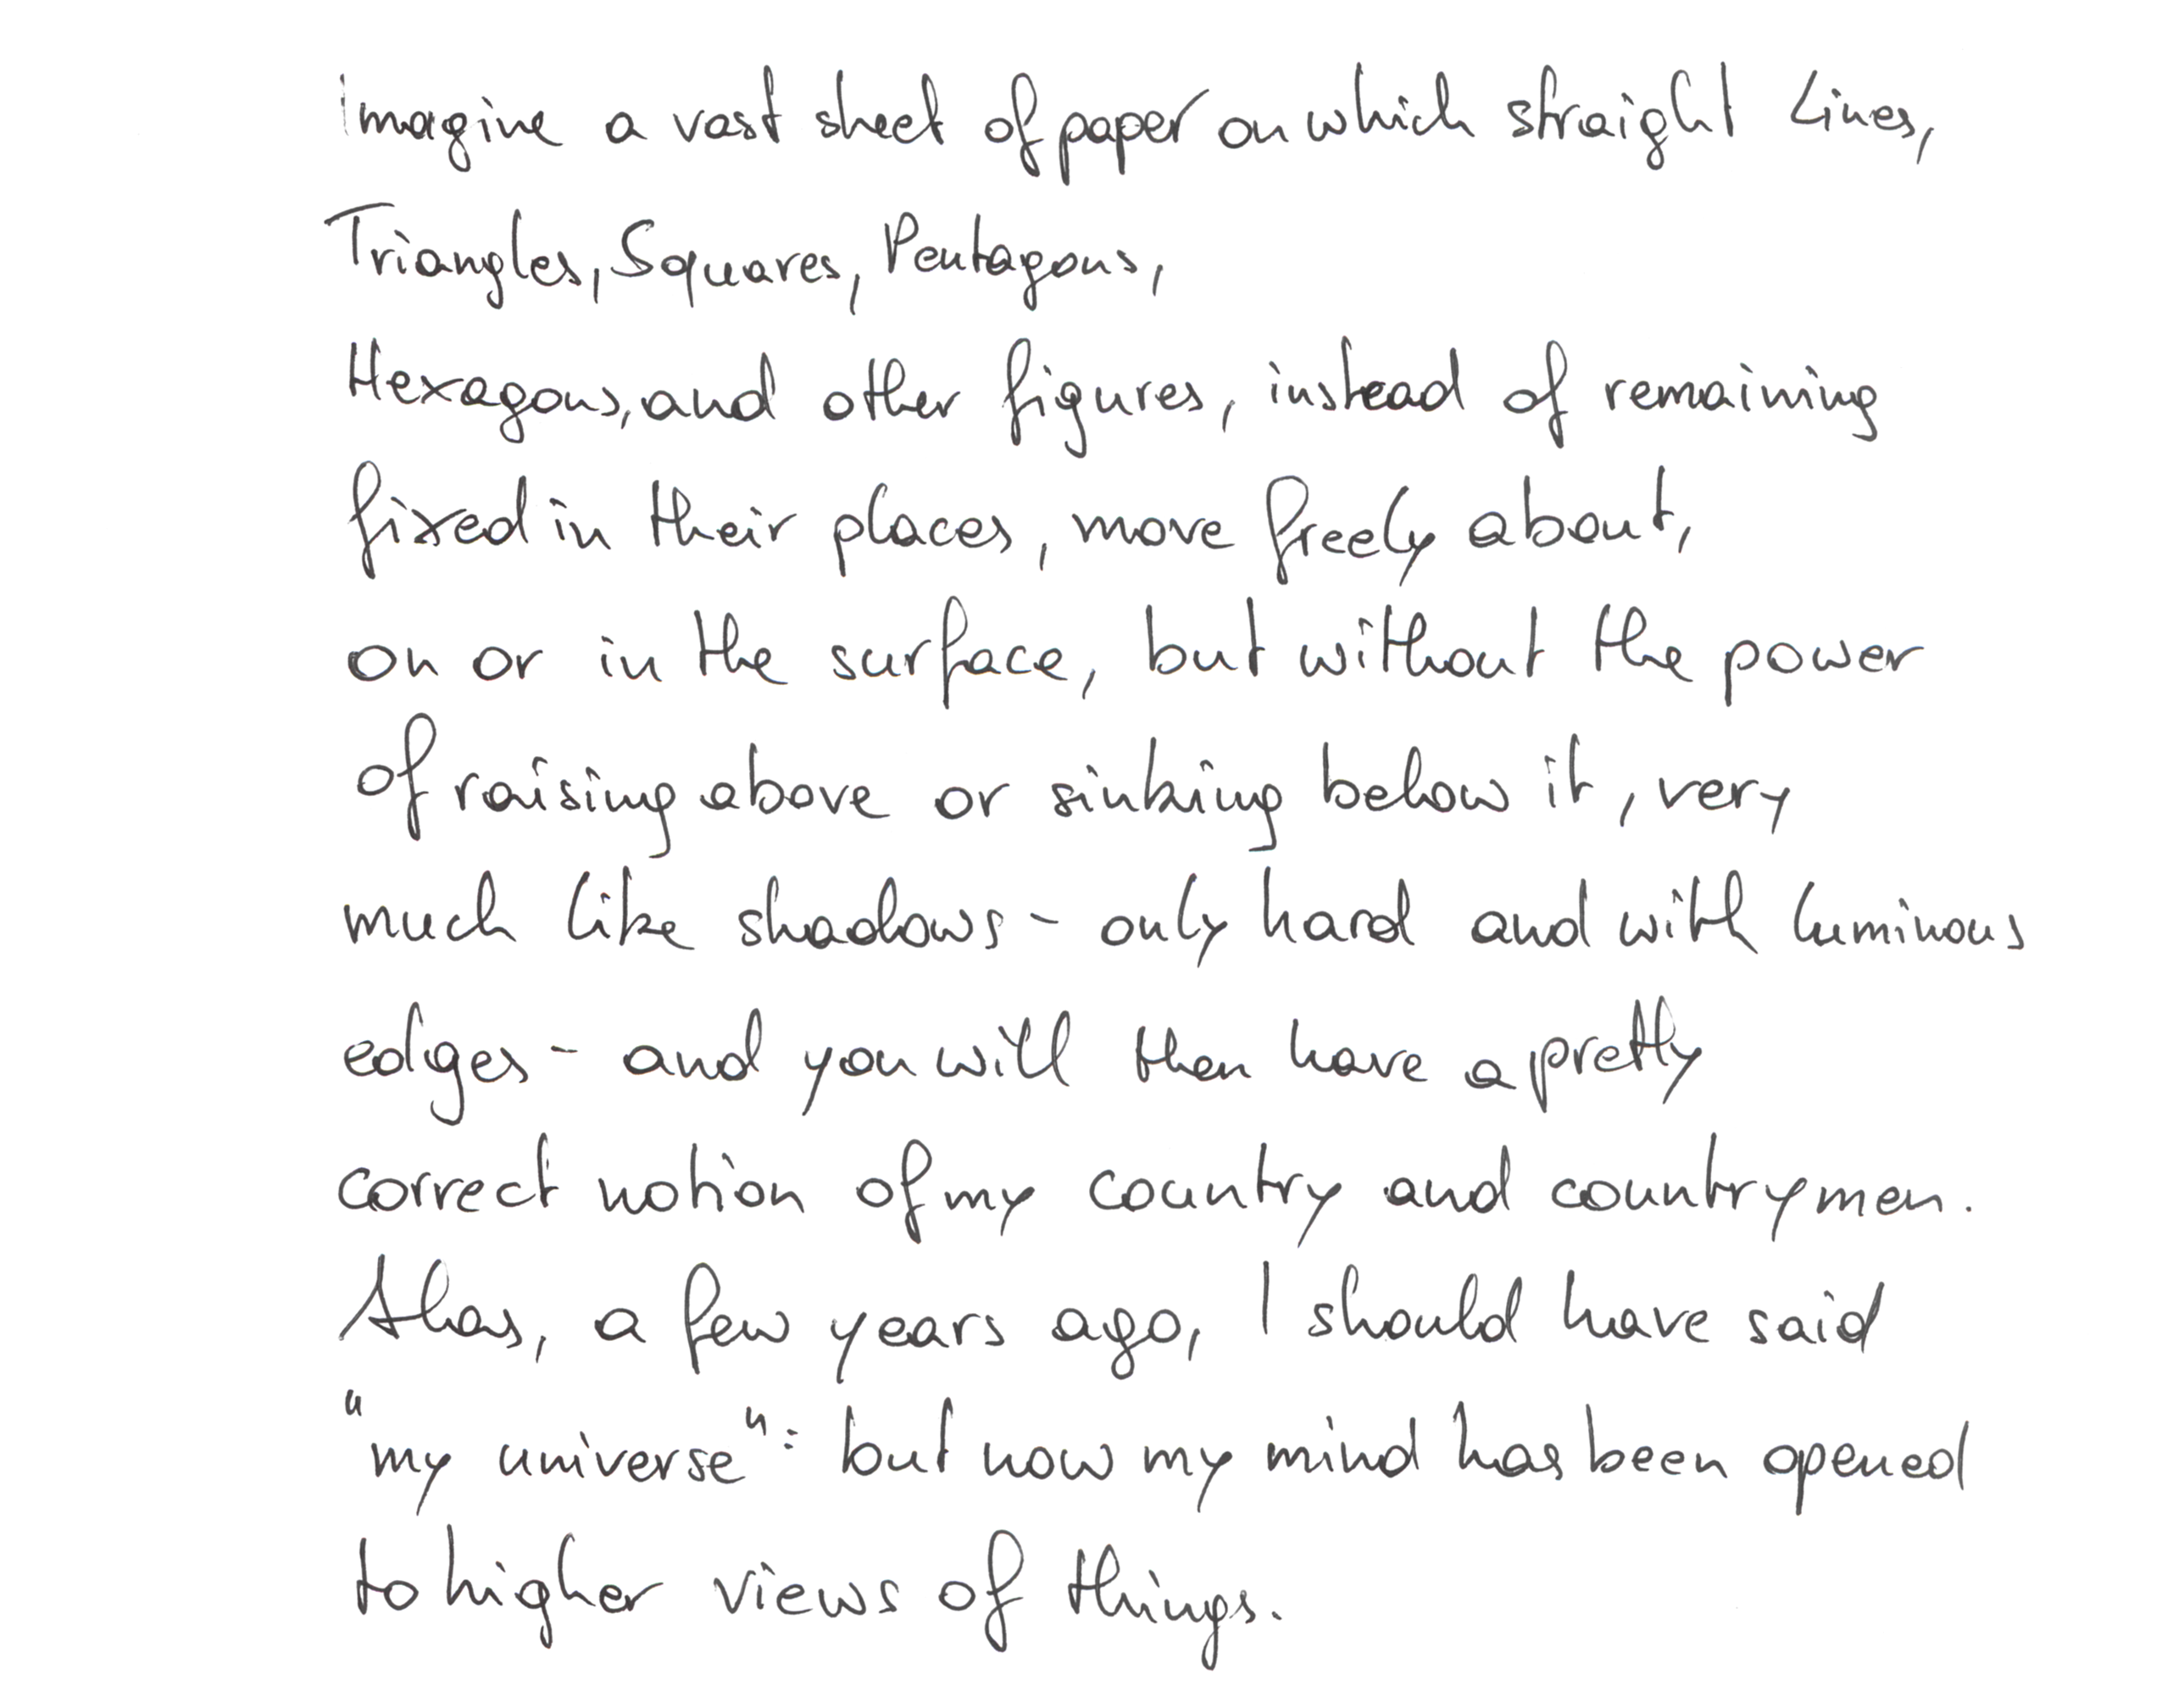 Imagine a vast sheet of paper on which straight Lines,
Triangles, Squares, Pentagons,
Hexagons, and other figures, instead of remaining
fixed in their places, move freely about,
on or in the surface, but without the power
of raising above or sinking below it, very
much like shadows - only hard and with luminous
edges - and you will then have a pretty
correct notion of my country and countrymen.
Alas, a few years ago, I should have said
"my universe": but now my mind has been opened
to higher views of things.